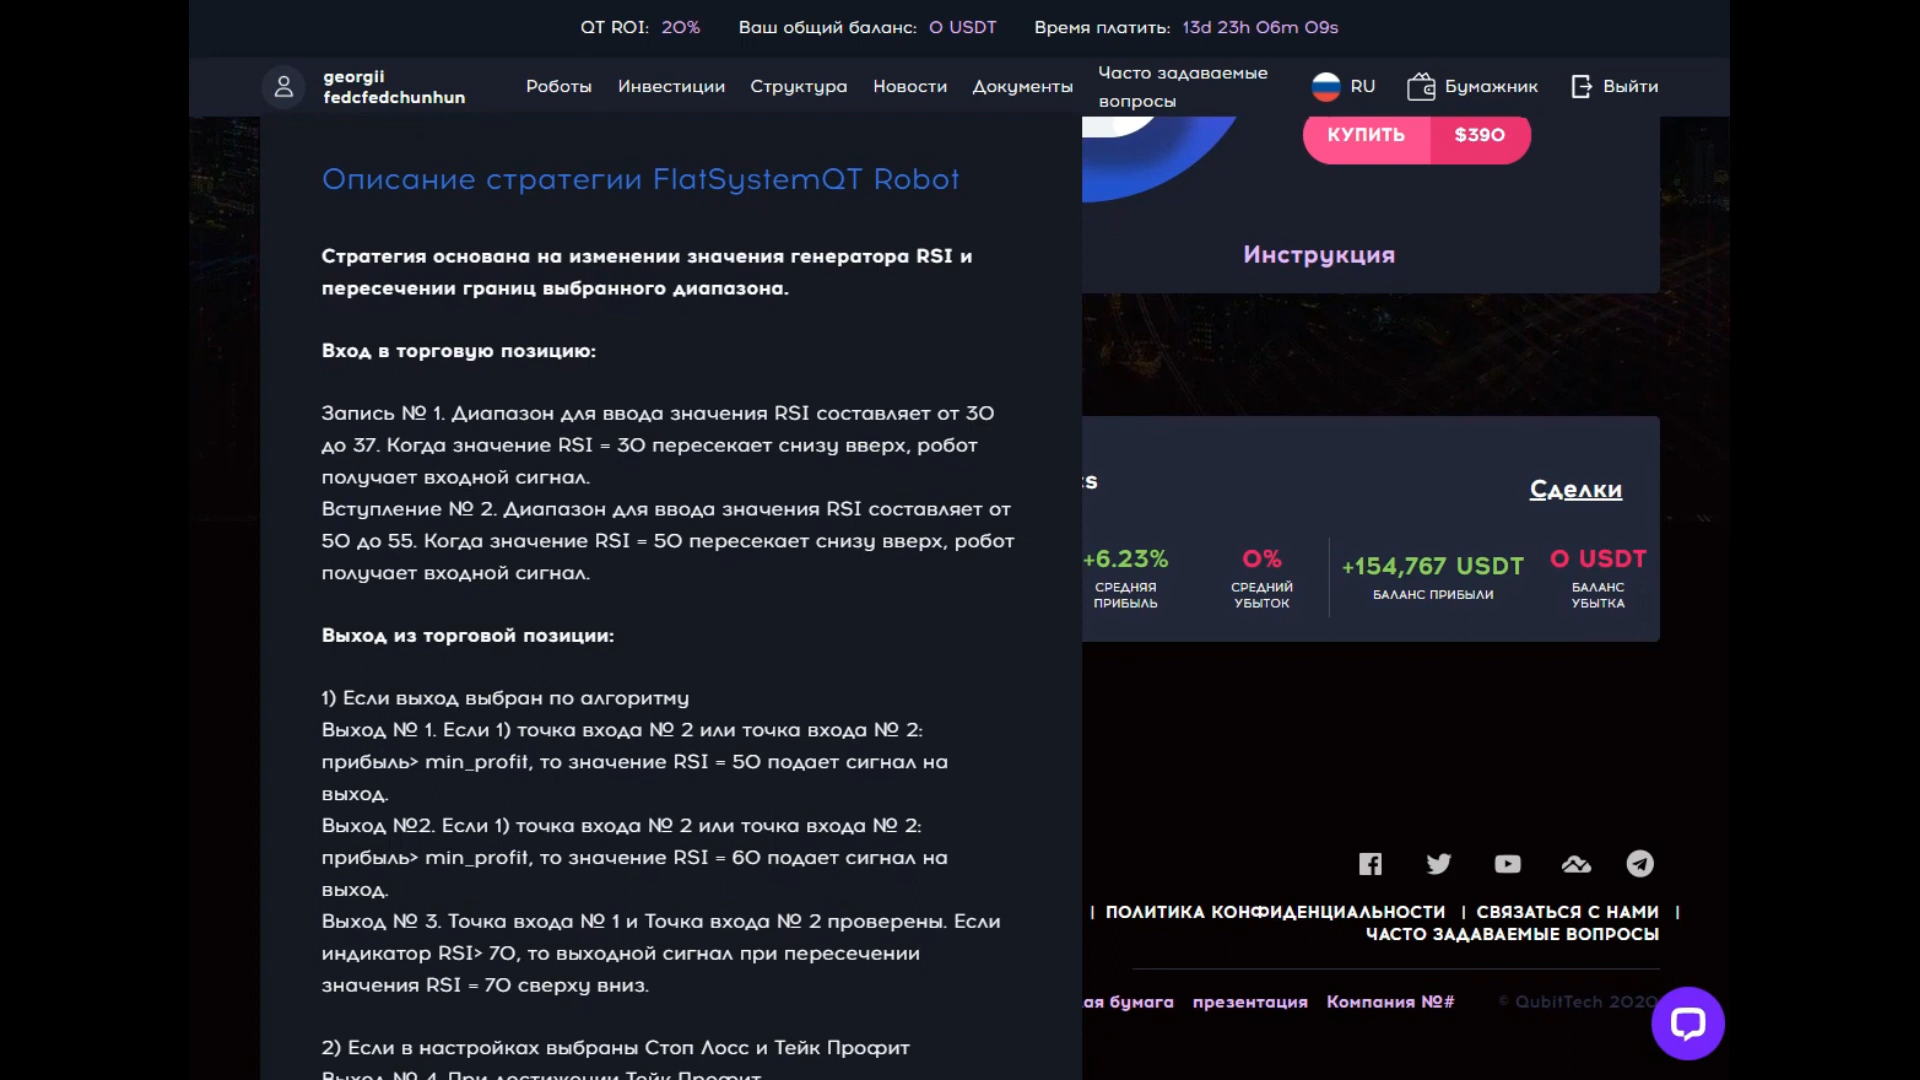 QT ROI: 20% Ваш общий баланс: 0 USDT Время платить: 13d 23h 06m 09s
georgii
fedcfedchunhun
Роботы Инвестиции Структура Новости Документы
Часто задаваемые
вопросы
RU Бумажник Выйти
КУПИТЬ $390
Инструкция
Описание стратегии FlatSystemQT Robot
Стратегия основана на изменении значения генератора RSI и
пересечении границ выбранного диапазона.
Вход в торговую позицию:
Запись № 1. Диапазон для ввода значения RSI составляет от 30
до 37. Когда значение RSI = 30 пересекает снизу вверх, робот
получает входной сигнал.
Вступление № 2. Диапазон для ввода значения RSI составляет от
50 до 55. Когда значение RSI = 50 пересекает снизу вверх, робот
получает входной сигнал.
Выход из торговой позиции:
1) Если выход выбран по алгоритму
Выход № 1. Если 1) точка входа № 2 или точка входа № 2:
прибыль> min_profit, то значение RSI = 50 подает сигнал на
выход.
Выход №2. Если 1) точка входа № 2 или точка входа № 2:
прибыль> min_profit, то значение RSI = 60 подает сигнал на
выход.
Выход № 3. Точка входа № 1 и Точка входа № 2 проверены. Если
индикатор RSI> 70, то выходной сигнал при пересечении
значения RSI = 70 сверху вниз.
2) Если в настройках выбраны Стоп Лосс и Тейк Профит
Выход № 4. При достижении Тейк Профит
Сделки
+6.23%
СРЕДНЯЯ
ПРИБЫЛЬ
0%
СРЕДНИЙ
УБЫТОК
+154,767 USDT
БАЛАНС ПРИБЫЛИ
0 USDT
БАЛАНС
УБЫТКА
| ПОЛИТИКА КОНФИДЕНЦИАЛЬНОСТИ | СВЯЗАТЬСЯ С НАМИ |
ЧАСТО ЗАДАВАЕМЫЕ ВОПРОСЫ
ая бумага презентация Компания №# © QubitTech 2020